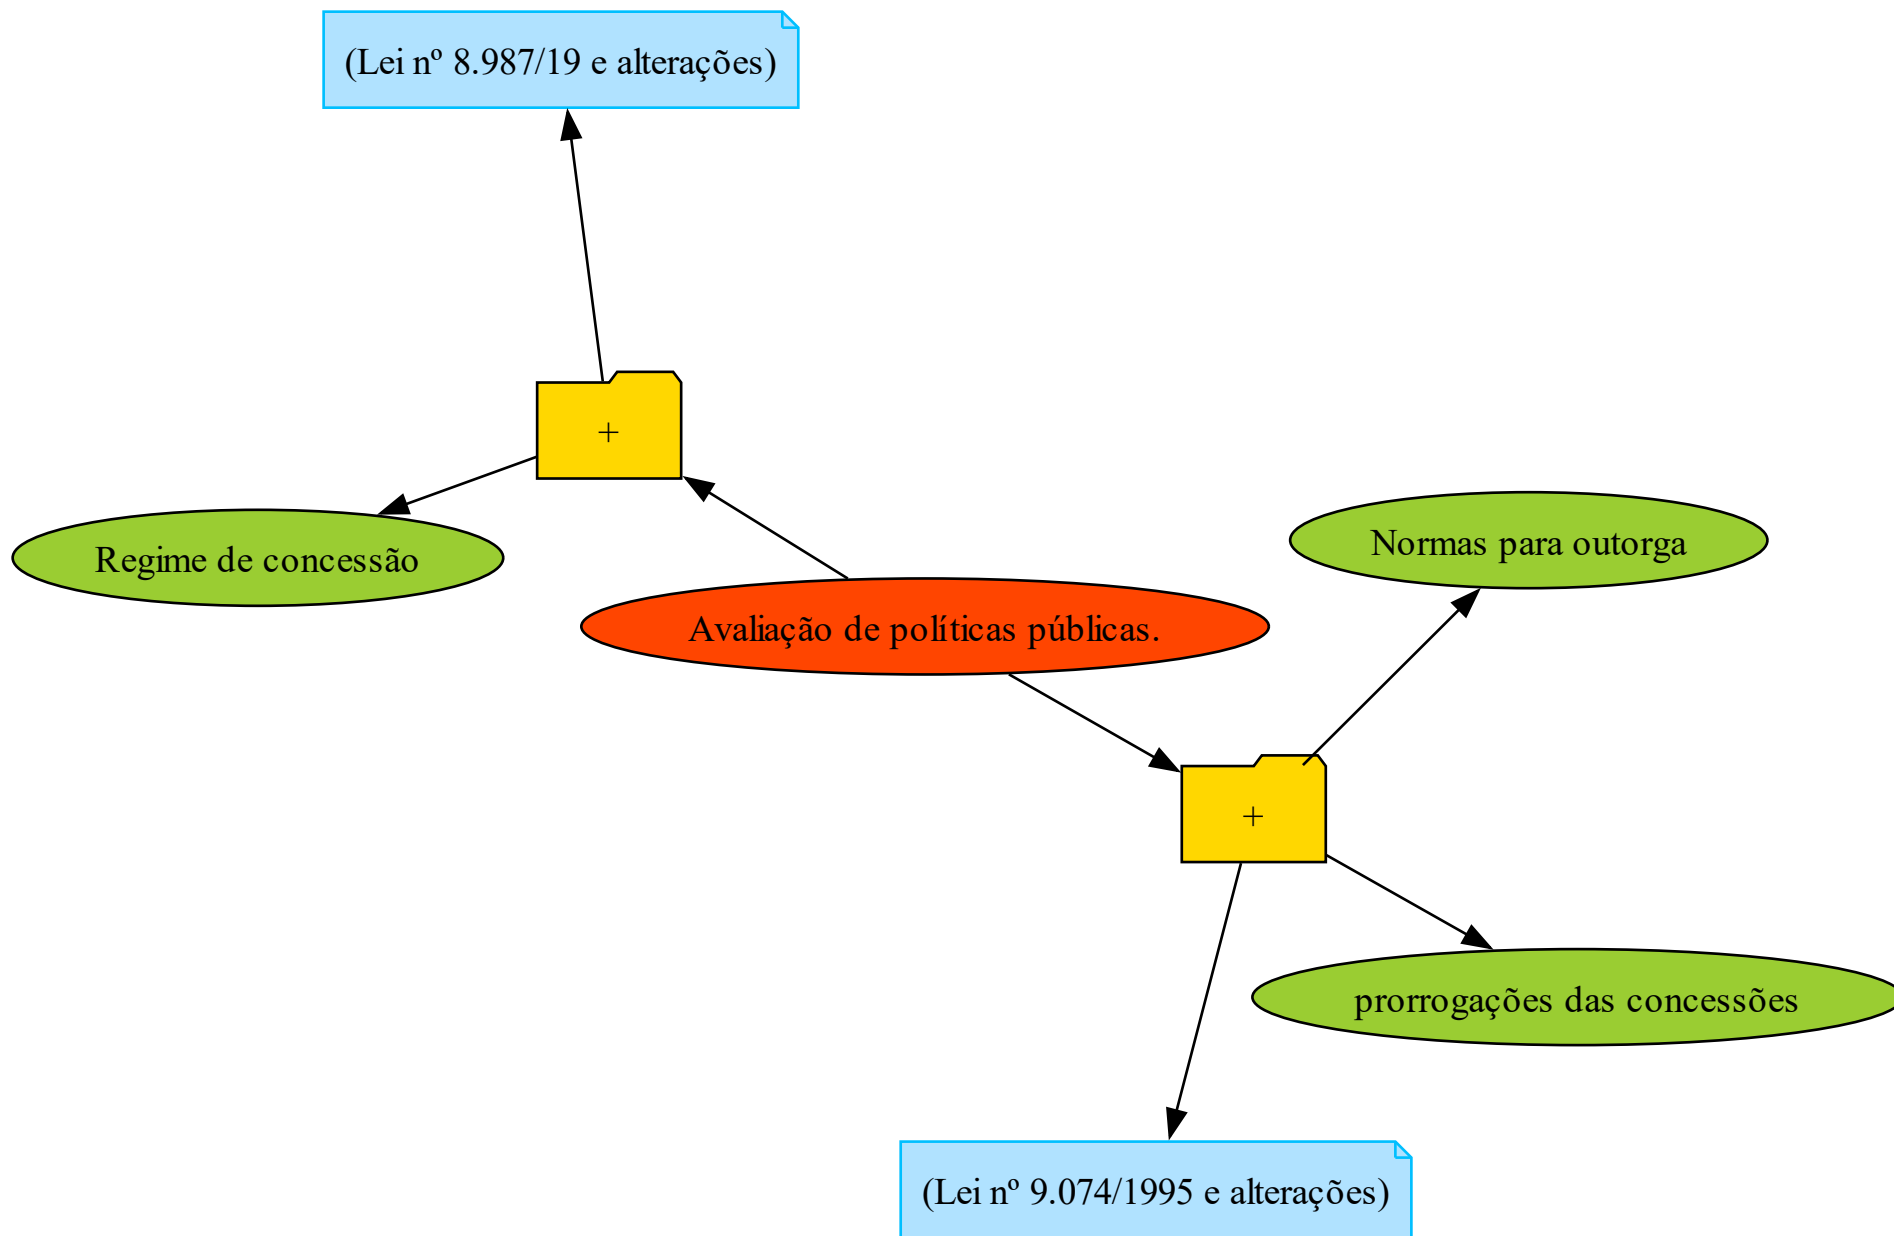 (Lei nº 8.987/19 e alterações)
+
Regime de concessão
Normas para outorga
Avaliação de políticas públicas.
+
prorrogações das concessões
(Lei nº 9.074/1995 e alterações)